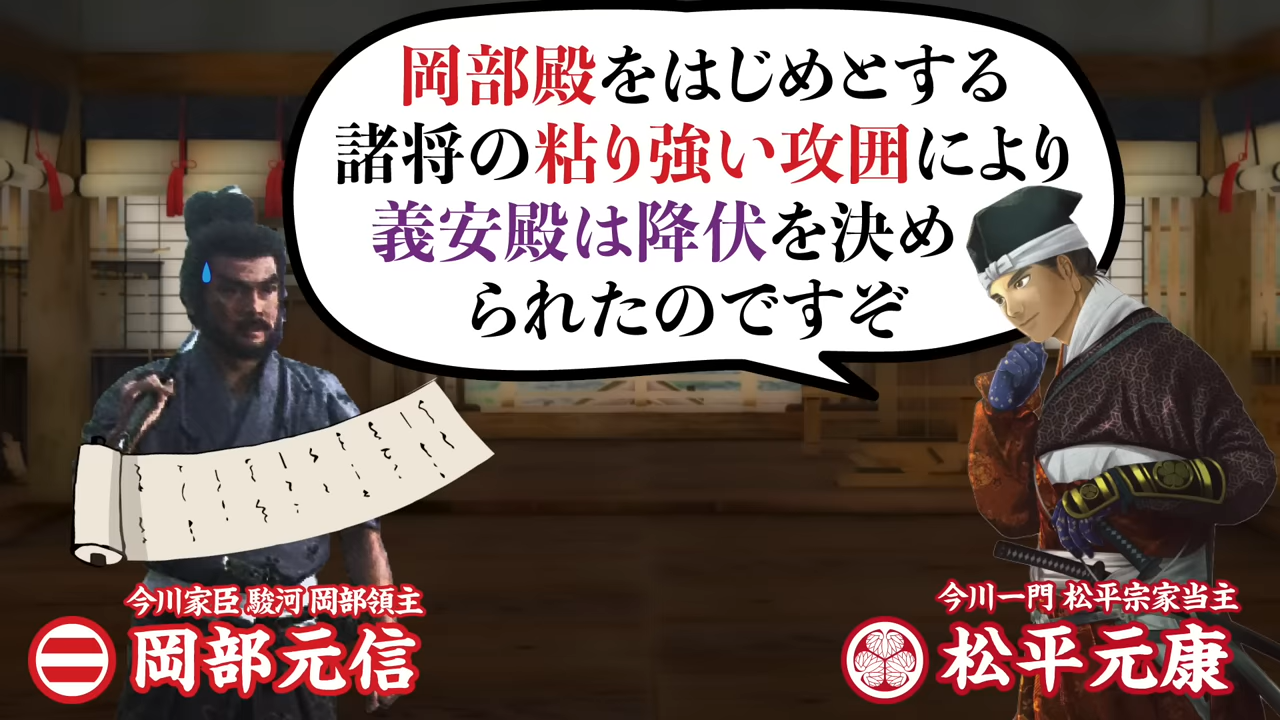 岡部殿をはじめとする
諸将の粘り強い攻囲により
義安殿は降伏を決め
られたのですぞ
今川家臣 駿河 岡部領主
岡部元信
今川一門 松平宗家当主
松平元康